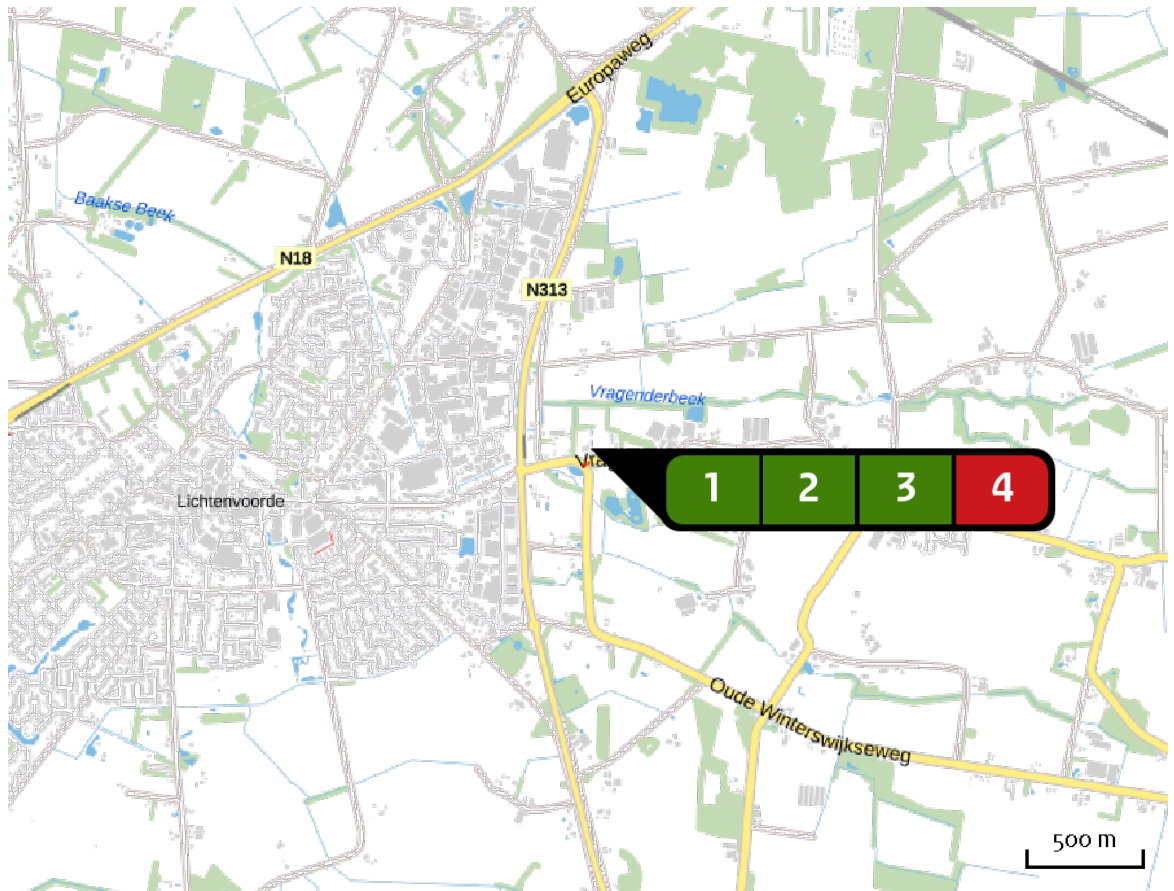 Europaweg
Baakse Beek
N18
N313
Vragenderbeek
1 2 3 4
Lichtenvoorde
Oude Winterswijkseweg
500 m